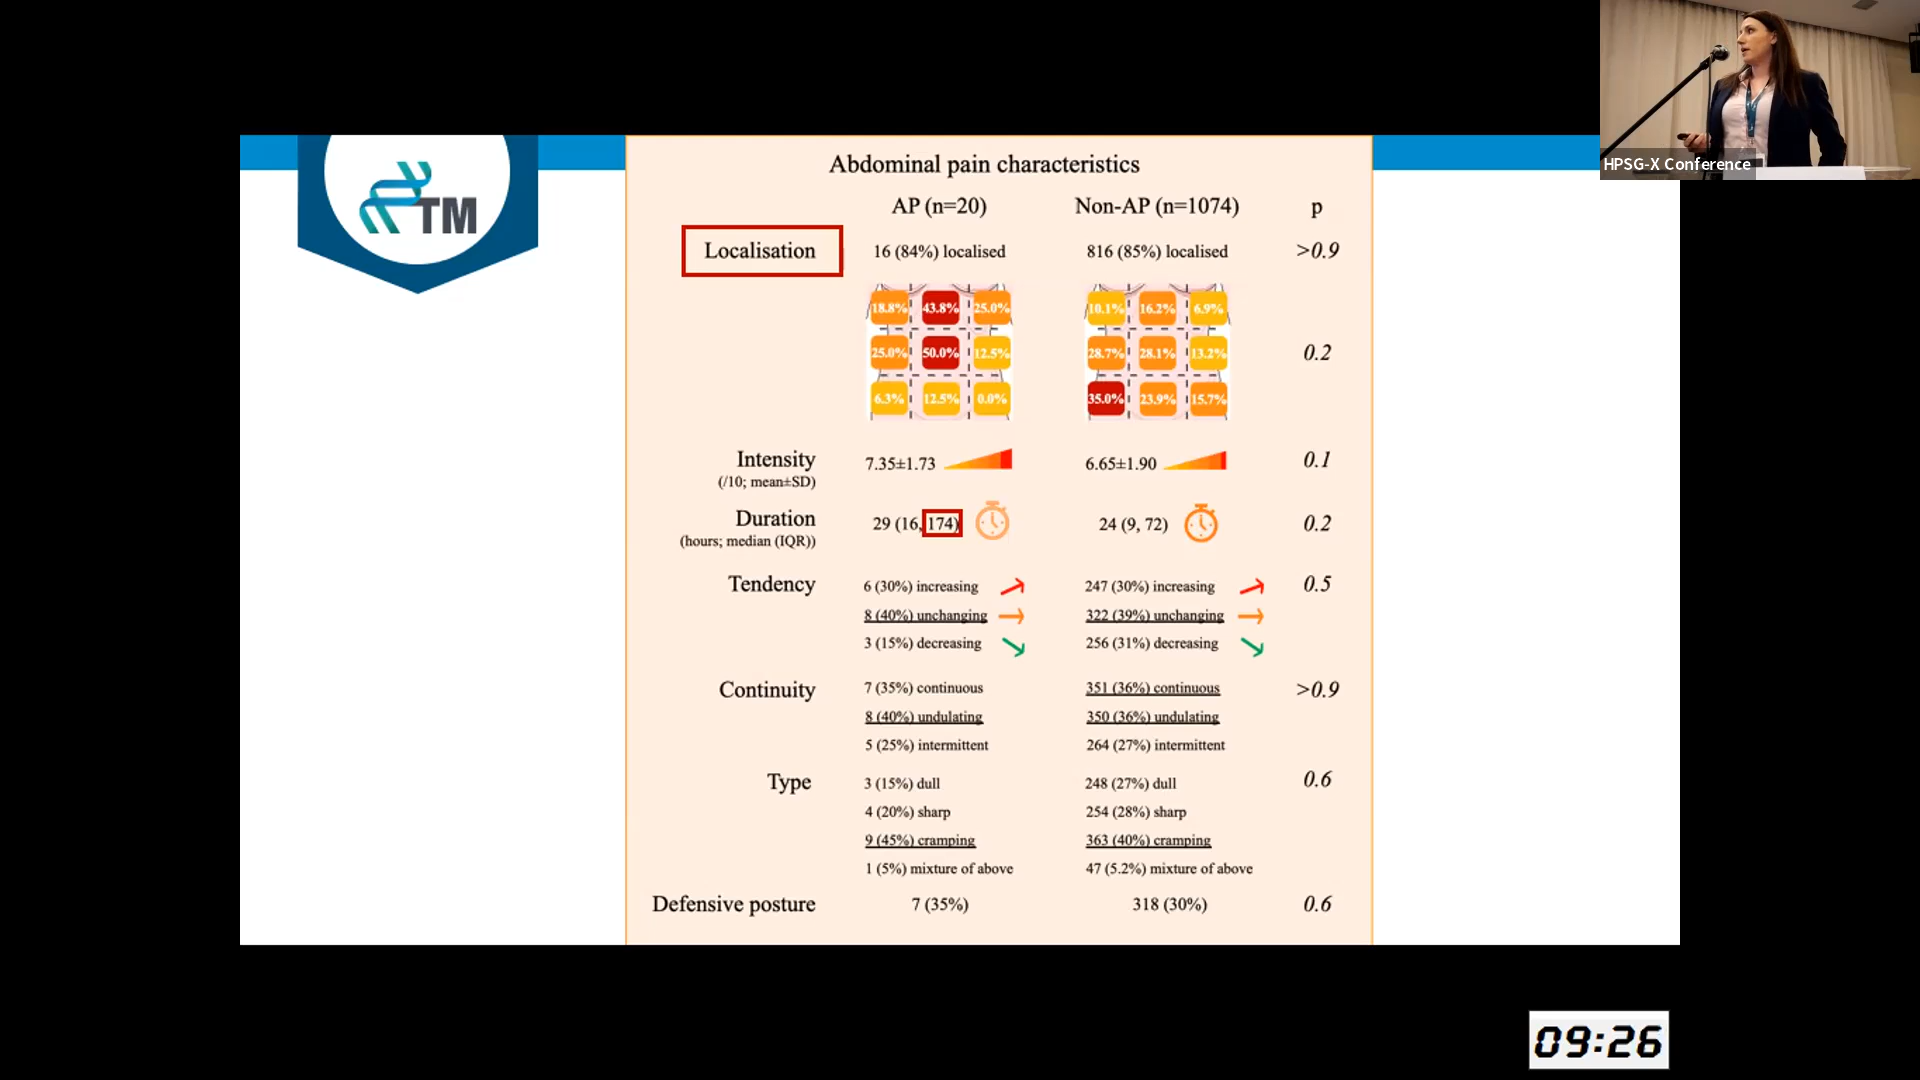 HPSG-X Conference
TM
Abdominal pain characteristics
AP (n=20) Non-AP (n=1074) p
Localisation 16 (84%) localised 816 (85%) localised >0.9
18.8% 43.8% 25.0% 10.1% 16.2% 6.9%
25.0% 50.0% 12.5% 28.7% 28.1% 13.2% 0.2
6.3% 12.5% 0.0% 35.0% 23.9% 15.7%
Intensity 7.35±1.73 6.65±1.90 0.1
(/10; mean±SD)
Duration 29 (16, 174) 24 (9, 72) 0.2
(hours; median (IQR))
Tendency 6 (30%) increasing 247 (30%) increasing 0.5
8 (40%) unchanging 322 (39%) unchanging
3 (15%) decreasing 256 (31%) decreasing
Continuity 7 (35%) continuous 351 (36%) continuous >0.9
8 (40%) undulating 350 (36%) undulating
5 (25%) intermittent 264 (27%) intermittent
Type 3 (15%) dull 248 (27%) dull 0.6
4 (20%) sharp 254 (28%) sharp
9 (45%) cramping 363 (40%) cramping
1 (5%) mixture of above 47 (5.2%) mixture of above
Defensive posture 7 (35%) 318 (30%) 0.6
09:26